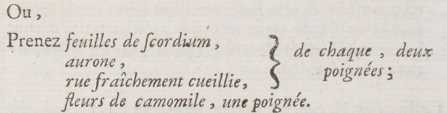 Ou,
Prenez feuilles de ſcordium,
aurone,
rue fraîchement cueillie,
de chaque, deux
poignées;
fleurs de camomile, une poignée.